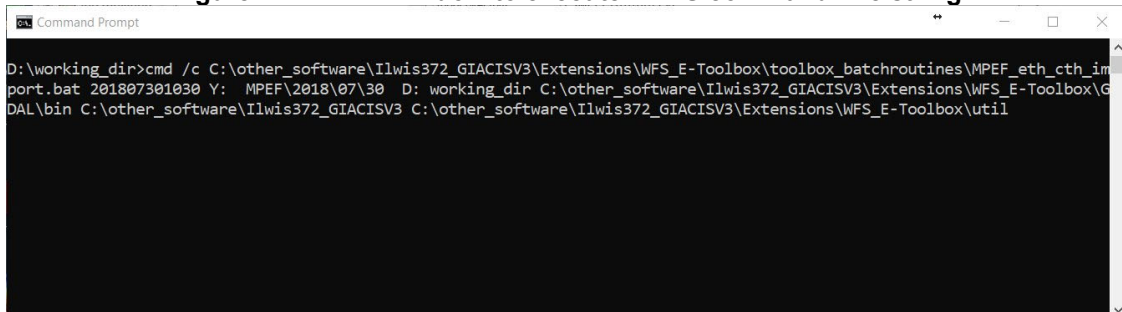 Command Prompt
D:\working_dir>cmd /c C:\other_software\Ilwis372_GIACISV3\Extensions\WFS_E-Toolbox\toolbox_batchroutines\MPEF_eth_cth_im
port.bat 201807301030 Y:  MPEF\2018\07\30  D: working_dir C:\other_software\Ilwis372_GIACISV3\Extensions\WFS_E-Toolbox\G
DAL\bin C:\other_software\Ilwis372_GIACISV3 C:\other_software\Ilwis372_GIACISV3\Extensions\WFS_E-Toolbox\util